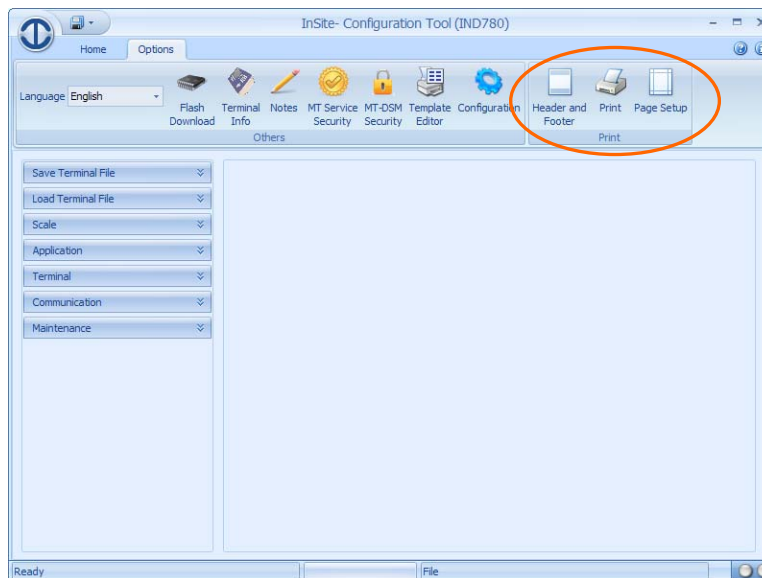 InSite- Configuration Tool (IND780)
Home Options
Language English
Flash Download
Terminal Info
Notes
MT Service Security
MT-DSM Security
Template Editor
Configuration
Others
Header and Footer
Print
Page Setup
Print
Save Terminal File
Load Terminal File
Scale
Application
Terminal
Communication
Maintenance
Ready File